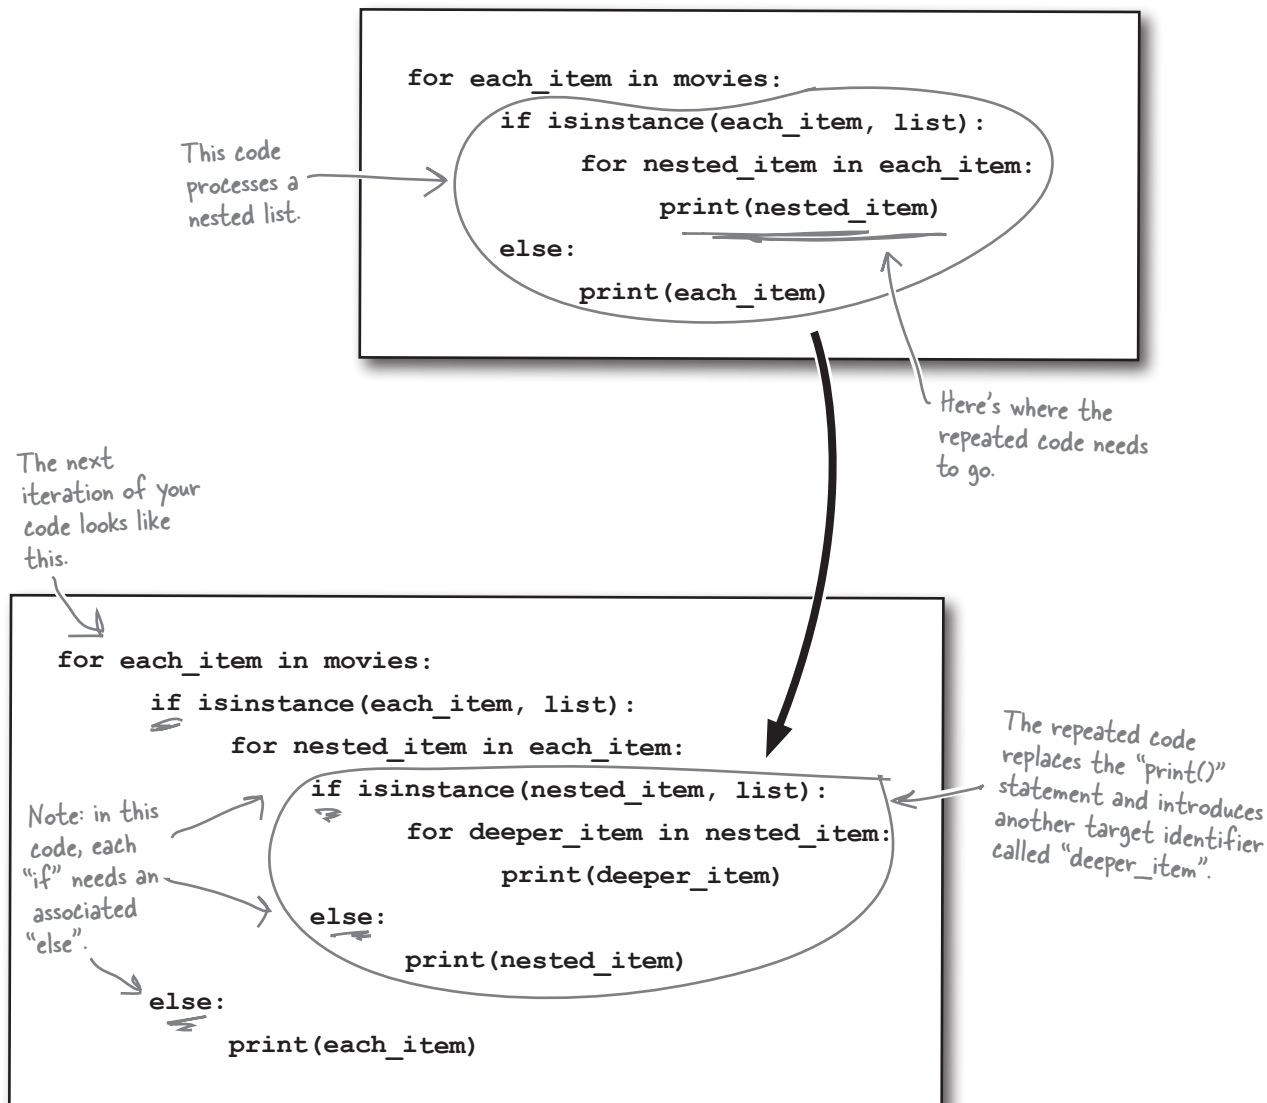 for each_item in movies:
if isinstance(each_item, list):
for nested_item in each_item:
print(nested_item)
else:
print(each_item)
This code
processes a
nested list.
Here's where the
repeated code needs
to go.
The next
iteration of your
code looks like
this.
for each_item in movies:
if isinstance(each_item, list):
for nested_item in each_item:
if isinstance(nested_item, list):
for deeper_item in nested_item:
print(deeper_item)
else:
print(nested_item)
else:
print(each_item)
Note: in this
code, each
“if” needs an
associated
“else”.
The repeated code
replaces the “print()”
statement and introduces
another target identifier
called “deeper_item”.